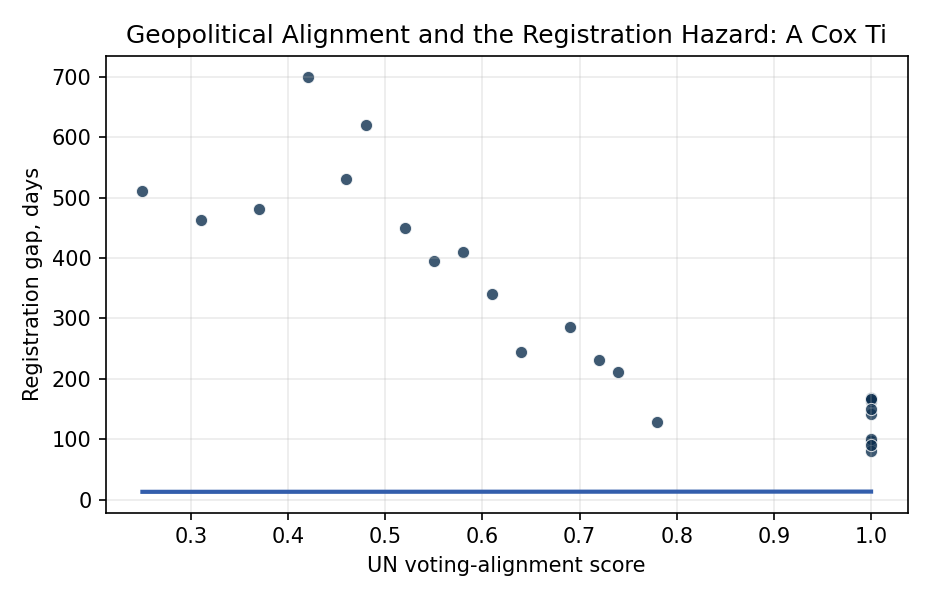 Geopolitical Alignment and the Registration Hazard: A Cox Ti
700
600
500
400
300
200
100
0
Registration gap, days
0.3 0.4 0.5 0.6 0.7 0.8 0.9 1.0
UN voting-alignment score